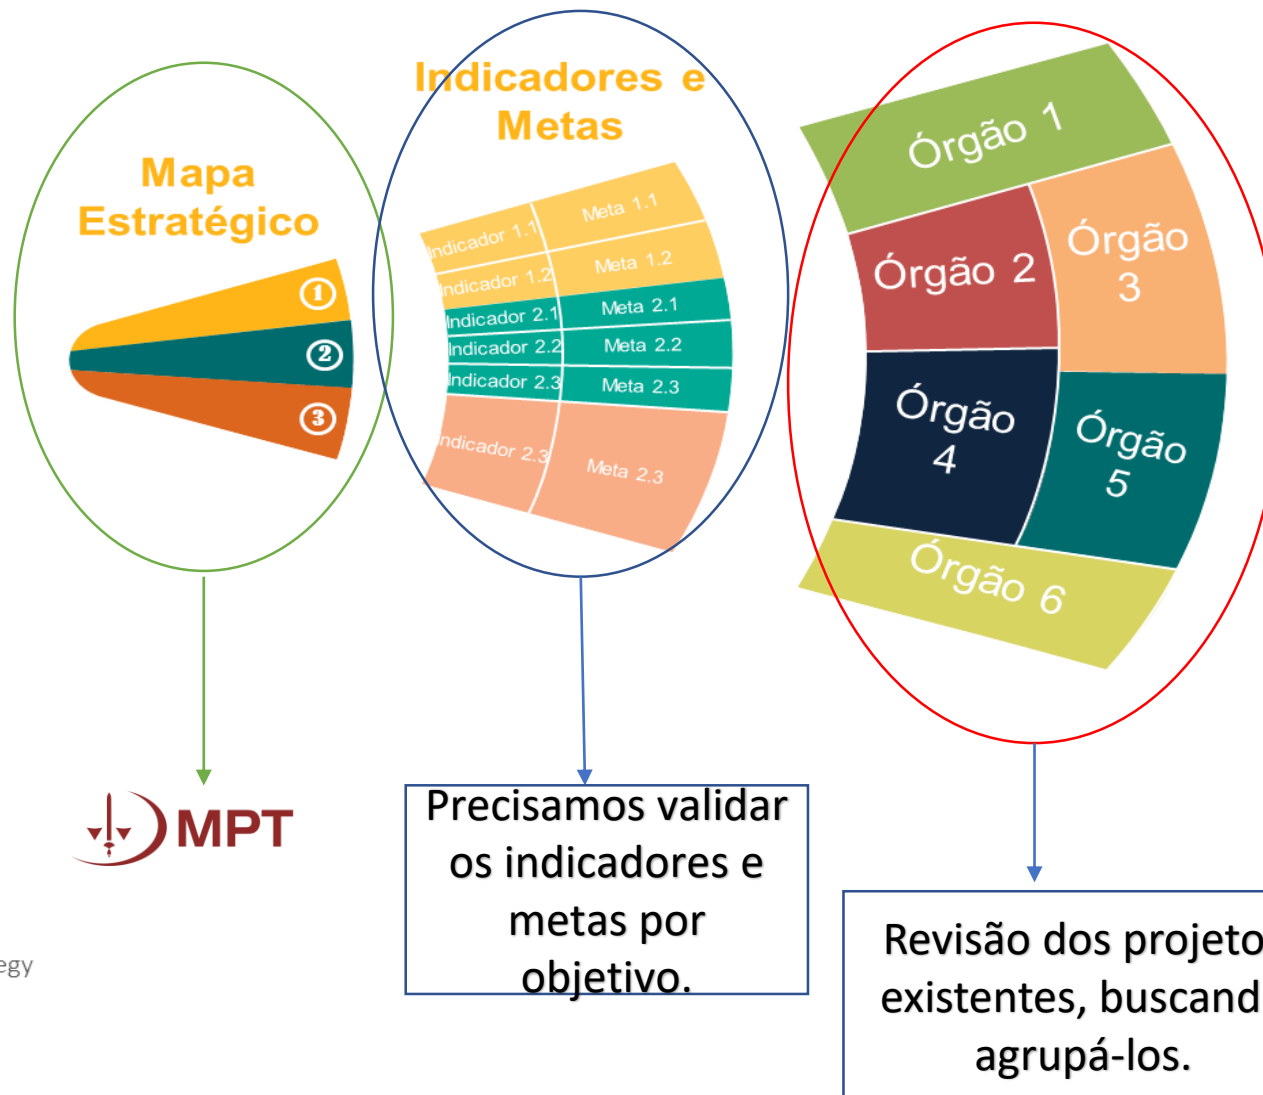 Mapa
Estratégico
1
2
3
Indicadores e
Metas
Indicador 1.1
Meta 1.1
Indicador 1.2
Meta 1.2
Indicador 2.1
Meta 2.1
Indicador 2.2
Meta 2.2
Indicador 2.3
Meta 2.3
Indicador 2.3
Meta 2.3
Órgão 1
Órgão 2
Órgão
3
Órgão
4
Órgão
5
Órgão 6
MPT
Precisamos validar
os indicadores e
metas por
objetivo.
egy
Revisão dos projeto
existentes, buscand
agrupá-los.